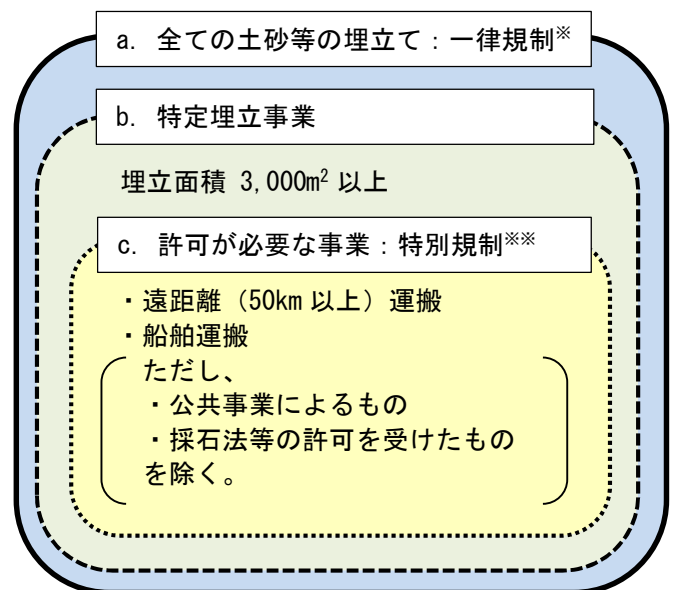 a. 全ての土砂等の埋立て：一律規制※
b. 特定埋立事業
埋立面積 3,000m² 以上
c. 許可が必要な事業：特別規制※※
・遠距離（50km 以上）運搬
・船舶運搬
ただし、
・公共事業によるもの
・採石法等の許可を受けたもの
を除く。